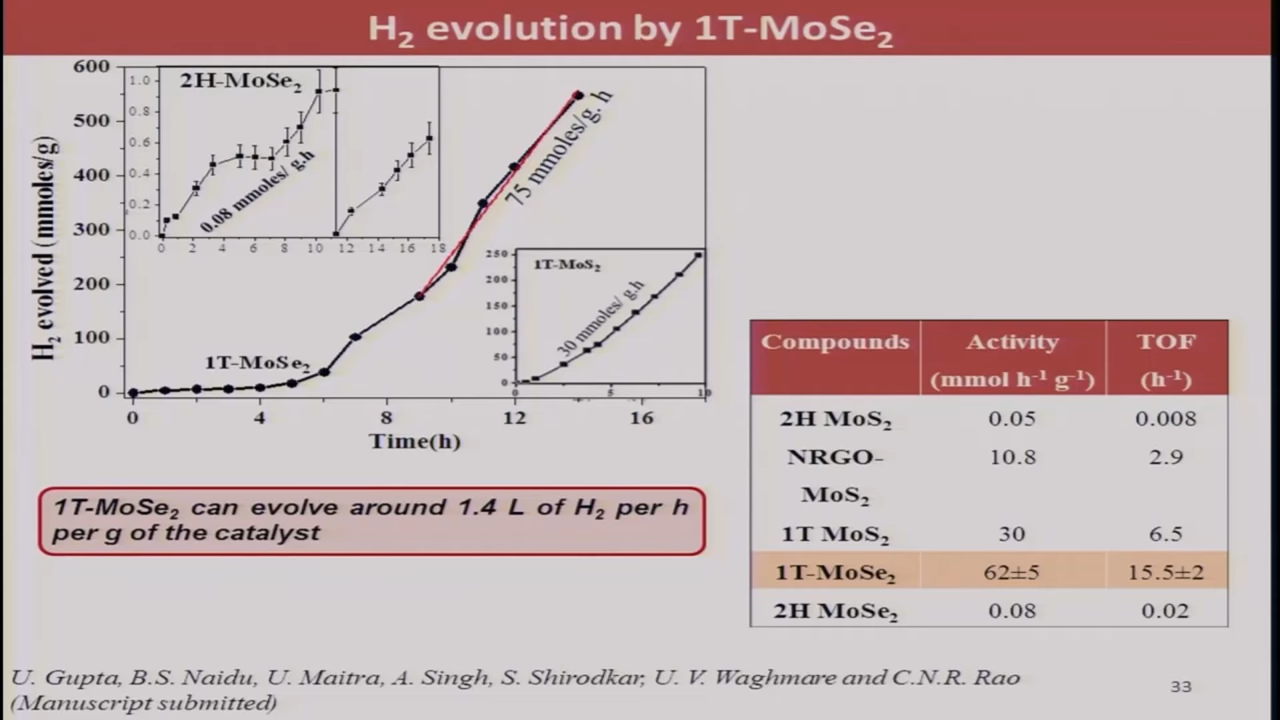 H₂ evolution by 1T-MoSe₂
H₂ evolved (mmoles/g)
600
500
400
300
200
100
0
0 4 8 12 16
Time(h)
1T-MoSe₂
75 mmoles/g. h
2H-MoSe₂
1.0
0.8
0.6
0.4
0.2
0.0
0 2 4 6 8 10 12 14 16 18
0.08 mmoles/ g.h
1T-MoS₂
250
200
150
100
50
0
0 5 10
30 mmoles/ g.h
1T-MoSe₂ can evolve around 1.4 L of H₂ per h
per g of the catalyst
Compounds Activity TOF
(mmol h⁻¹ g⁻¹) (h⁻¹)
2H MoS₂ 0.05 0.008
NRGO- 10.8 2.9
MoS₂
1T MoS₂ 30 6.5
1T-MoSe₂ 62±5 15.5±2
2H MoSe₂ 0.08 0.02
U. Gupta, B.S. Naidu, U. Maitra, A. Singh, S. Shirodkar, U. V. Waghmare and C.N.R. Rao
(Manuscript submitted)
33